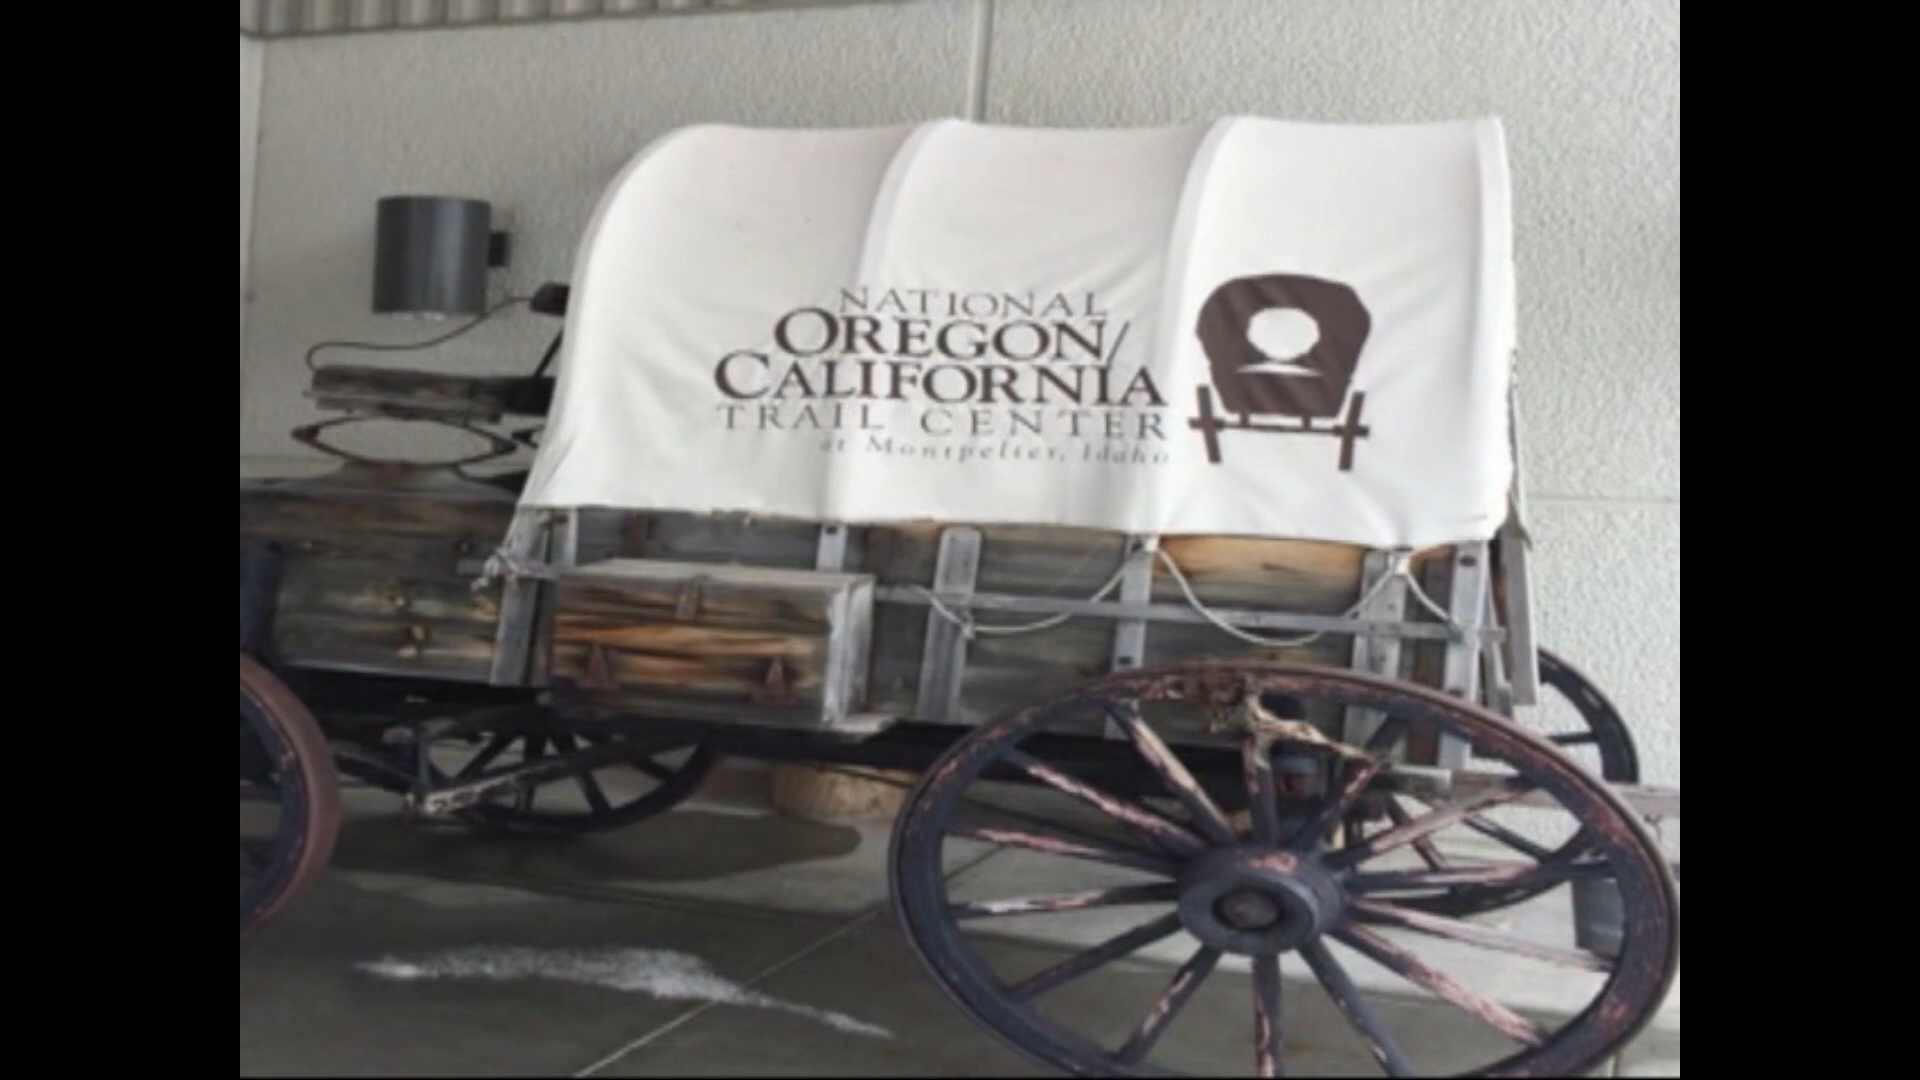 NATIONAL
OREGON/
CALIFORNIA
TRAIL CENTER
at Montpelier, Idaho